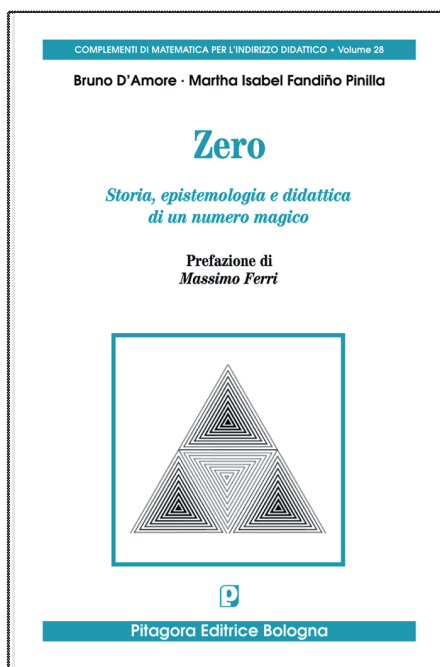 COMPLEMENTI DI MATEMATICA PER L'INDIRIZZO DIDATTICO • Volume 28
Bruno D'Amore · Martha Isabel Fandiño Pinilla
Zero
Storia, epistemologia e didattica
di un numero magico
Prefazione di
Massimo Ferri
Pitagora Editrice Bologna